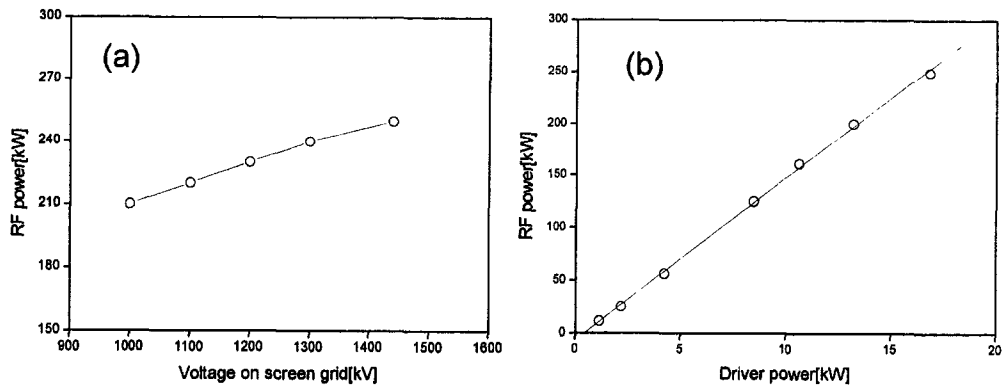 (a)
RF power[kW]
300
270
240
210
180
150
900 1000 1100 1200 1300 1400 1500 1600
Voltage on screen grid[kV]
(b)
RF power[kW]
300
250
200
150
100
50
0
0 5 10 15 20
Driver power[kW]